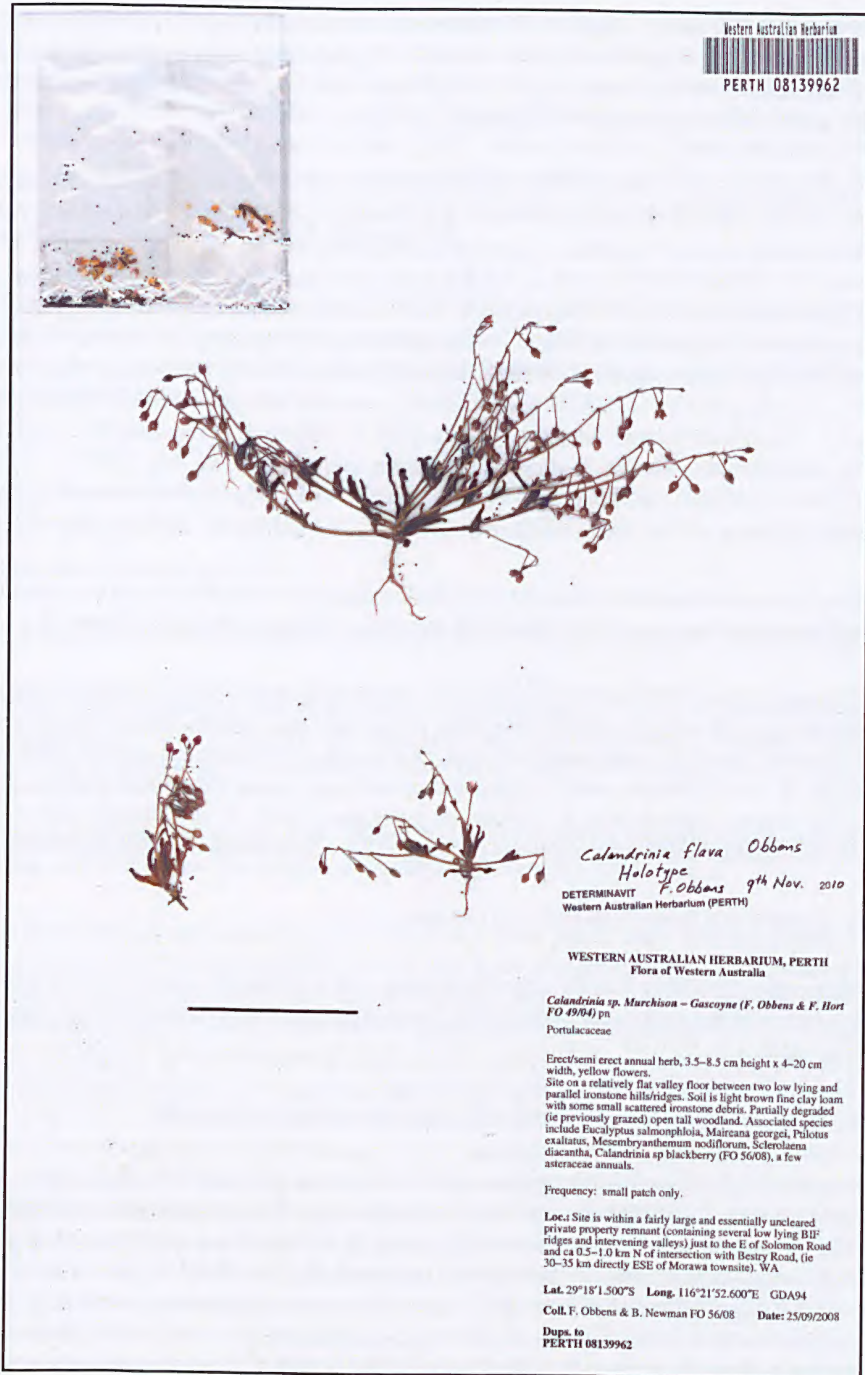 Western Australian Herbarium
PERTH 08139962
Calandrinia flava Obbens
Holotype
DETERMINAVIT F. Obbens 9th Nov. 2010
Western Australian Herbarium (PERTH)
WESTERN AUSTRALIAN HERBARIUM, PERTH
Flora of Western Australia
Calandrinia sp. Murchison – Gascoyne (F. Obbens & F. Hort
FO 49/04) pn
Portulacaceae
Erect/semi erect annual herb, 3.5–8.5 cm height x 4–20 cm
width, yellow flowers.
Site on a relatively flat valley floor between two low lying and
parallel ironstone hills/ridges. Soil is light brown fine clay loam
with some small scattered ironstone debris. Partially degraded
(ie previously grazed) open tall woodland. Associated species
include Eucalyptus salmonphloia, Maireana georgei, Ptilotus
exaltatus, Mesembryanthemum nodiflorum, Sclerolaena
diacantha, Calandrinia sp blackberry (FO 56/08), a few
asteraceae annuals.
Frequency: small patch only.
Loc.: Site is within a fairly large and essentially uncleared
private property remnant (containing several low lying BIF
ridges and intervening valleys) just to the E of Solomon Road
and ca 0.5–1.0 km N of intersection with Bestry Road, (ie
30–35 km directly ESE of Morawa townsite). WA
Lat. 29°18'1.500"S Long. 116°21'52.600"E GDA94
Coll. F. Obbens & B. Newman FO 56/08 Date: 25/09/2008
Dups. to
PERTH 08139962